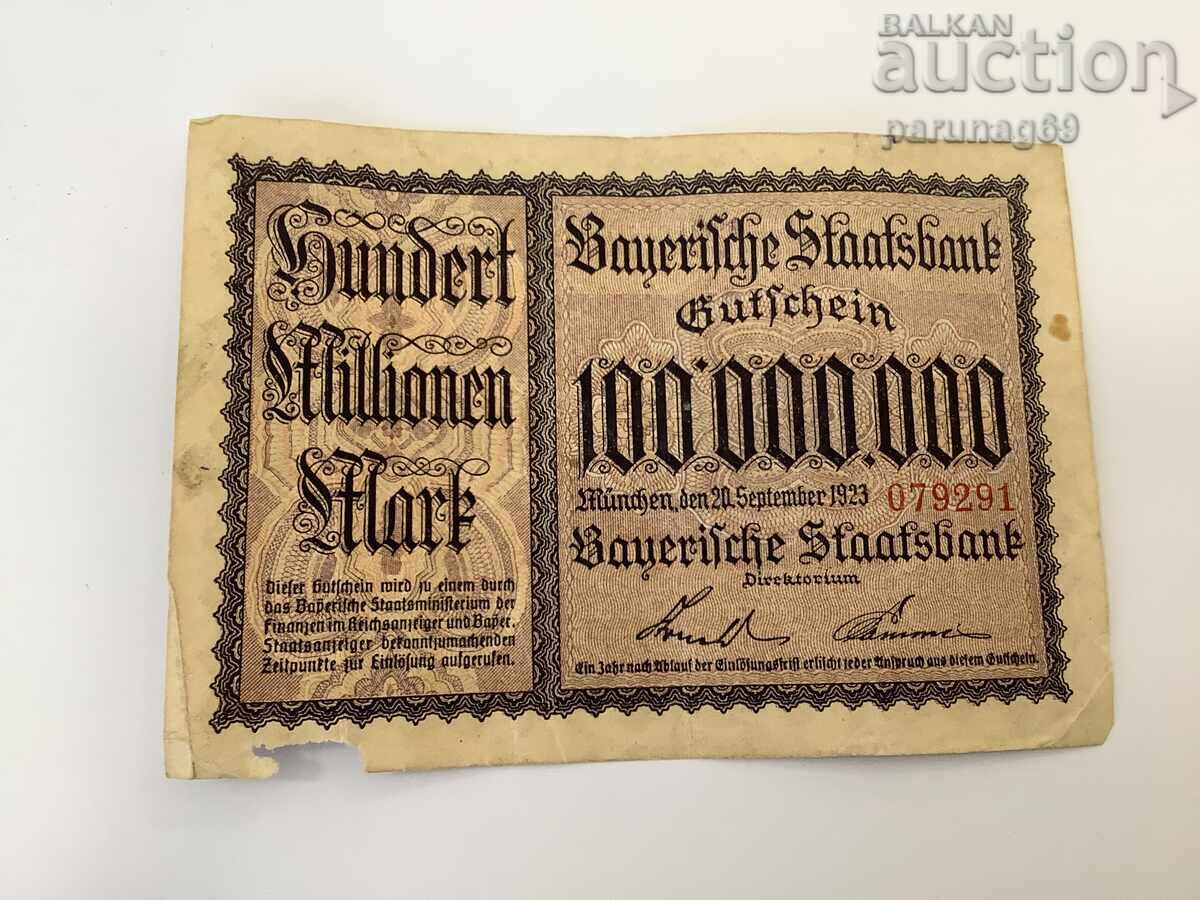 BALKAN
auction
parunag69
Hundert
Millionen
Mark
Dieser Gutschein wird zu einem durch
das Bayerische Staatsministerium der
Finanzen im Reichsanzeiger und Bayer.
Staatsanzeiger bekanntzumachenden
Zeitpunkte zur Einlösung aufgerufen.
Bayerische Staatsbank
Gutschein
100.000.000
München, den 20. September 1923 079291
Bayerische Staatsbank
Direktorium
Ein Jahr nach Ablauf der Einlösungsfrist erlischt jeder Anspruch aus diesem Gutschein.